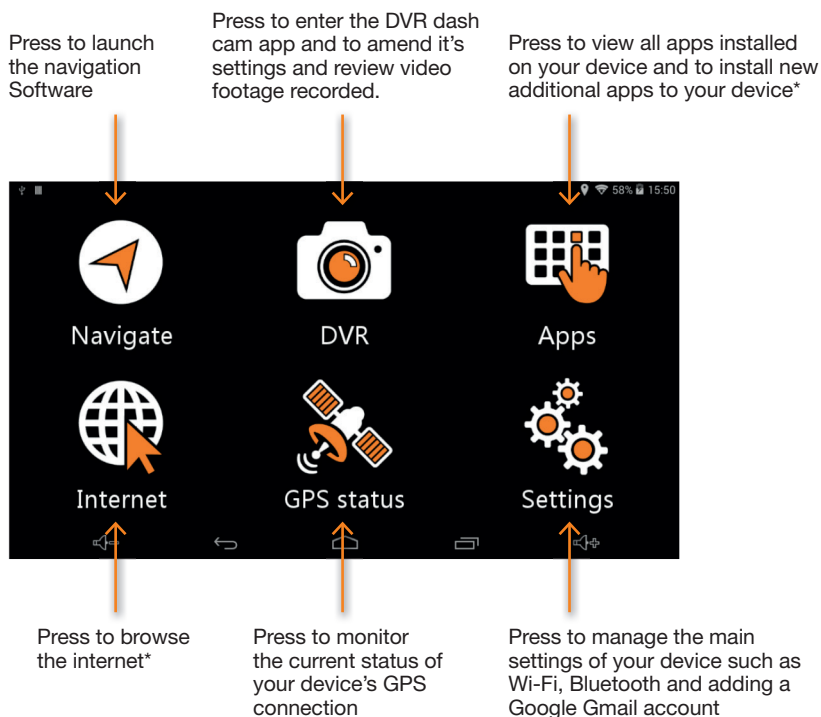 Press to launch
the navigation
Software
Press to enter the DVR dash
cam app and to amend it's
settings and review video
footage recorded.
Press to view all apps installed
on your device and to install new
additional apps to your device*
58% 15:50
Navigate
DVR
Apps
Internet
GPS status
Settings
Press to browse
the internet*
Press to monitor
the current status of
your device's GPS
connection
Press to manage the main
settings of your device such as
Wi-Fi, Bluetooth and adding a
Google Gmail account